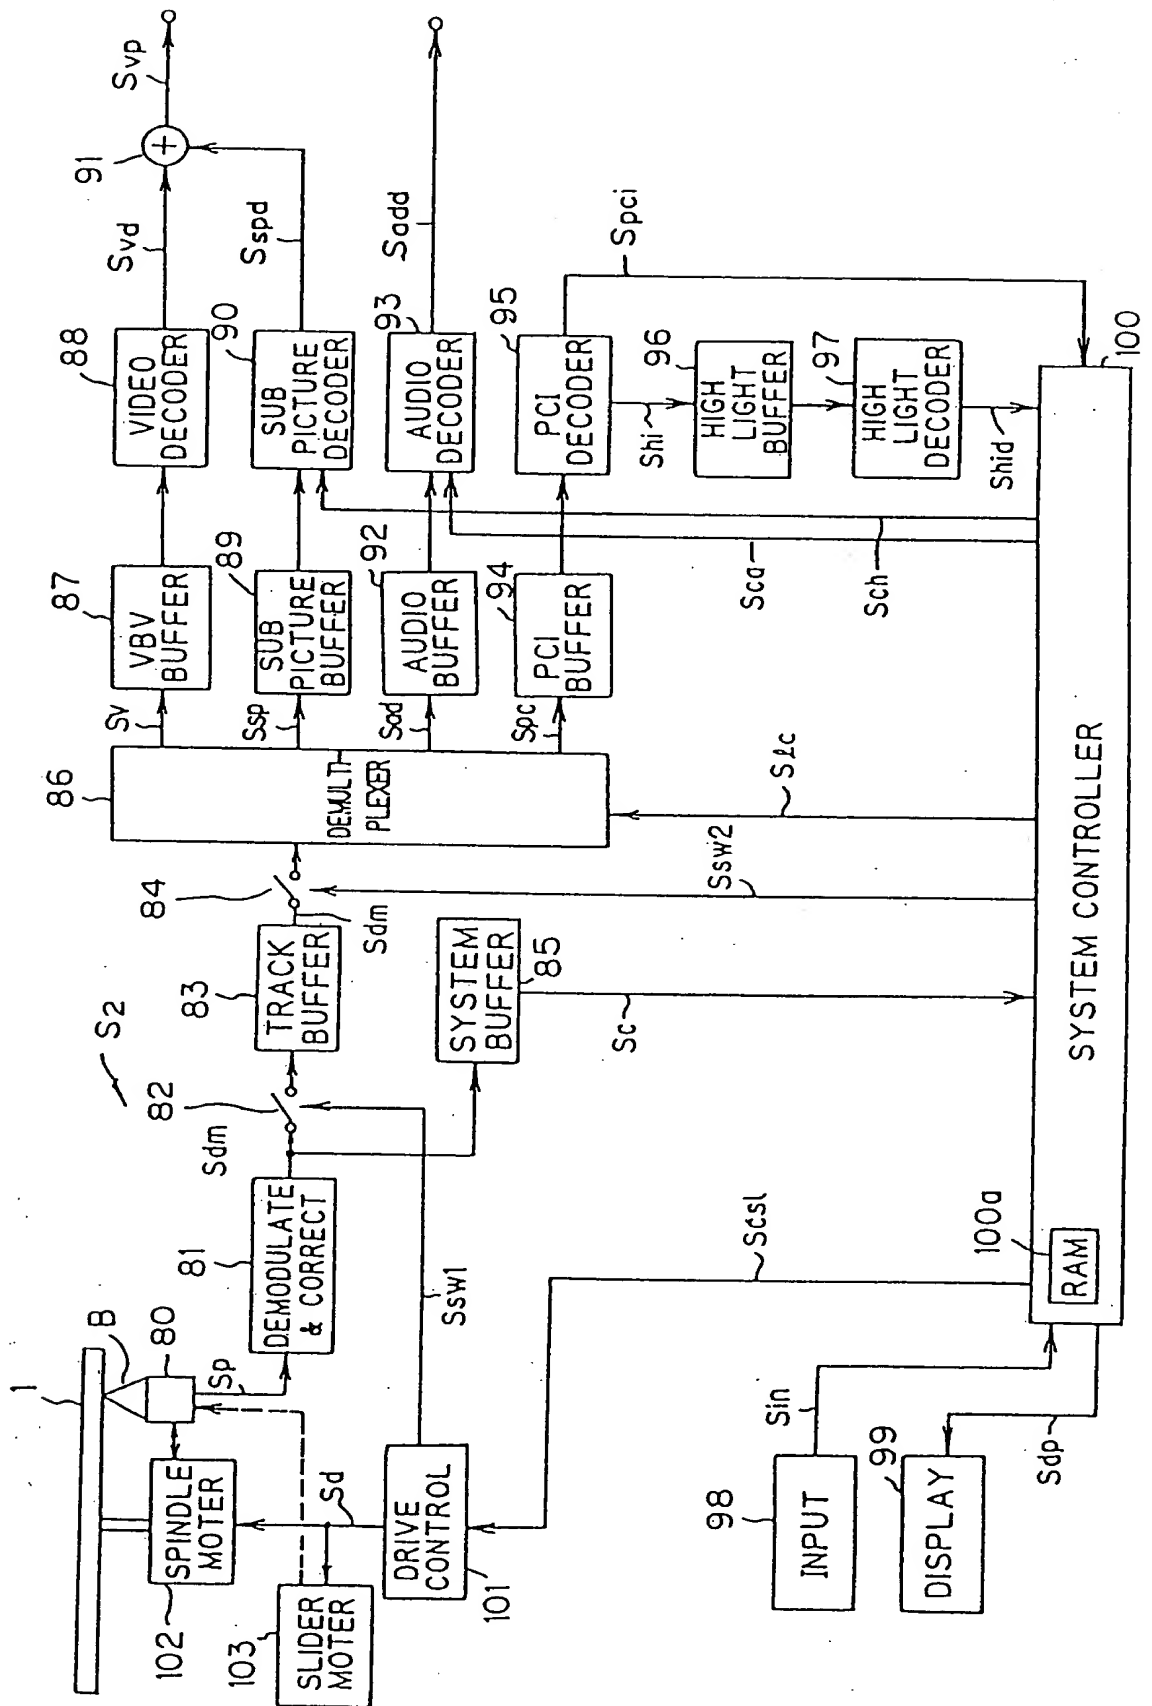 1
B
80
Sp
SPINDLE
MOTER
102
SLIDER
MOTER
103
Sd
DRIVE
CONTROL
101
Ssw1
DEMODULATE
& CORRECT
81
Sdm
82
S2
TRACK
BUFFER
83
Sdm
84
SYSTEM
BUFFER
85
Sc
DEMULTI-
PLEXER
86
Sv
VBV
BUFFER
87
VIDEO
DECODER
88
Svd
91
+
Svp
Ssp
SUB
PICTURE
BUFFER
89
SUB
PICTURE
DECODER
90
Sspd
Sad
AUDIO
BUFFER
92
AUDIO
DECODER
93
Sadd
Spc
PCI
BUFFER
94
PCI
DECODER
95
Spci
Shi
HIGH
LIGHT
BUFFER
96
HIGH
LIGHT
DECODER
97
Shid
Sca
Sch
Slc
Ssw2
Scsl
INPUT
98
Sin
DISPLAY
99
Sdp
RAM
100a
SYSTEM CONTROLLER
100